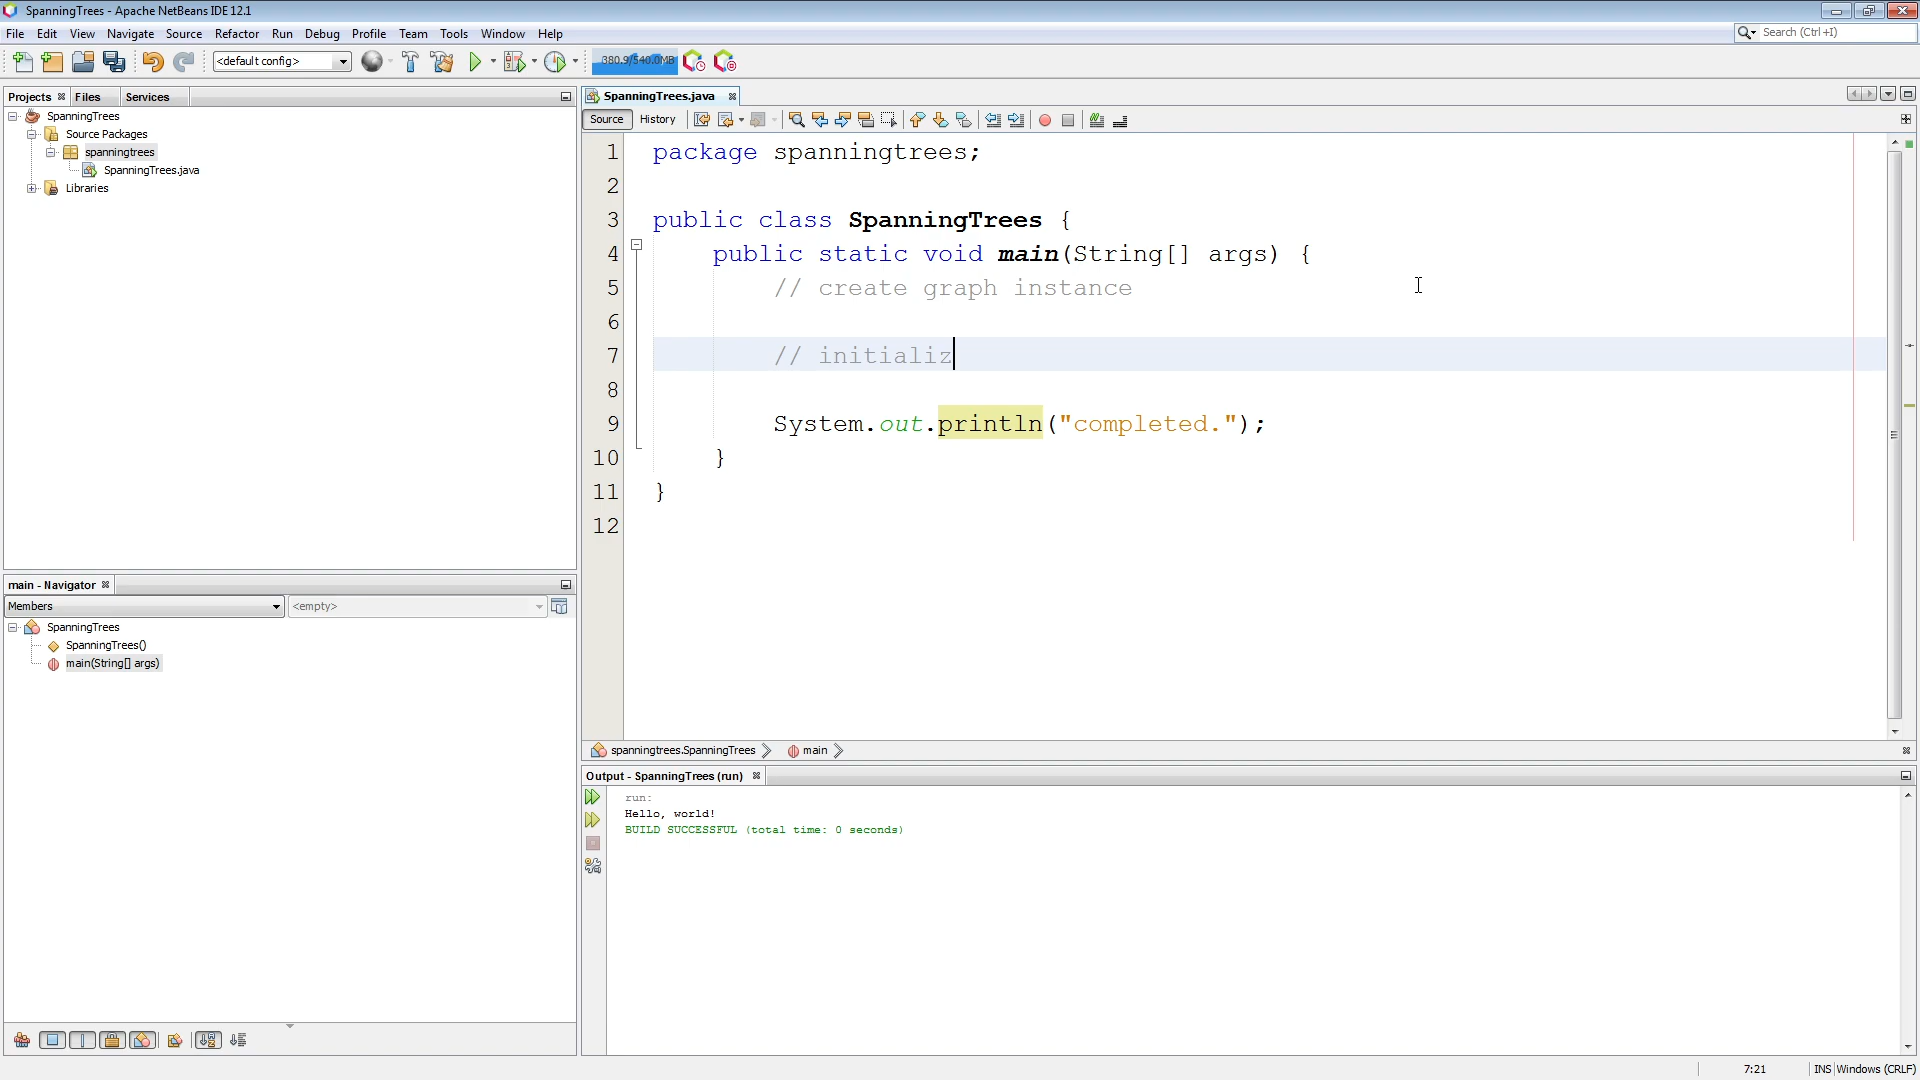 SpanningTrees - Apache NetBeans IDE 12.1
File Edit View Navigate Source Refactor Run Debug Profile Team Tools Window Help
Search (Ctrl+I)
<default config>
380.9/540.0MB
Projects Files Services
SpanningTrees
Source Packages
spanningtrees
SpanningTrees.java
Libraries
main - Navigator
Members
<empty>
SpanningTrees
SpanningTrees()
main(String[] args)
SpanningTrees.java
Source History
1 package spanningtrees;
2
3 public class SpanningTrees {
4 public static void main(String[] args) {
5 // create graph instance
6
7 // initializ
8
9 System.out.println("completed.");
10 }
11 }
12
spanningtrees.SpanningTrees main
Output - SpanningTrees (run)
run:
Hello, world!
BUILD SUCCESSFUL (total time: 0 seconds)
7:21 INS Windows (CRLF)